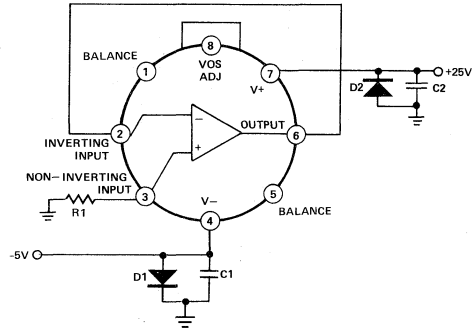 8
BALANCE
VOS
ADJ
1
7
+25V
V+
D2
C2
2
−
OUTPUT
6
INVERTING
INPUT
+
NON-INVERTING
INPUT
3
5
R1
V−
BALANCE
4
-5V
D1
C1